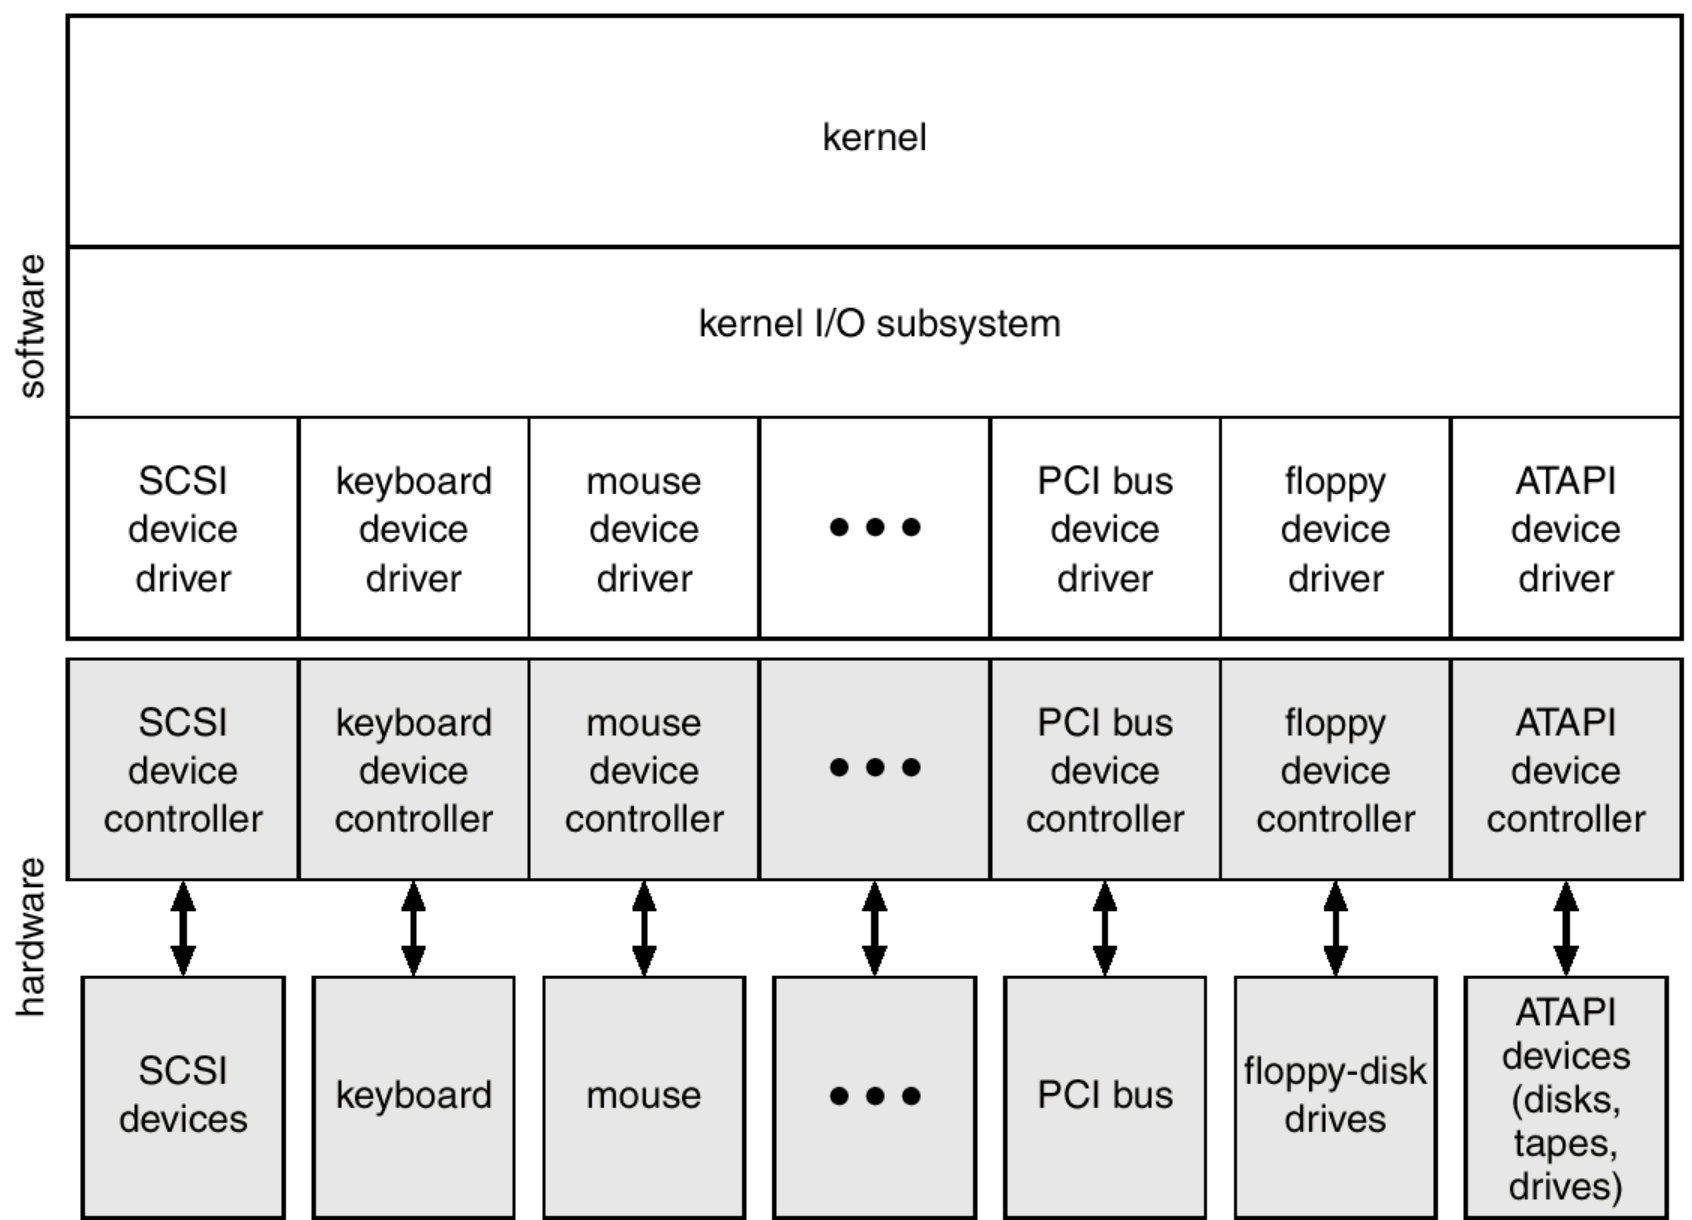 kernel
software
kernel I/O subsystem
SCSI
device
driver
keyboard
device
driver
mouse
device
driver
• • •
PCI bus
device
driver
floppy
device
driver
ATAPI
device
driver
hardware
SCSI
device
controller
keyboard
device
controller
mouse
device
controller
• • •
PCI bus
device
controller
floppy
device
controller
ATAPI
device
controller
SCSI
devices
keyboard
mouse
• • •
PCI bus
floppy-disk
drives
ATAPI
devices
(disks,
tapes,
drives)